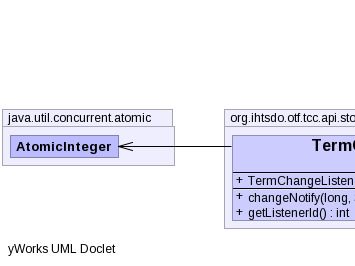 java.util.concurrent.atomic
AtomicInteger
org.ihtsdo.otf.tcc.api.sto
+ TermChangeListen
+ changeNotify(long,
+ getListenerId() : int
yWorks UML Doclet